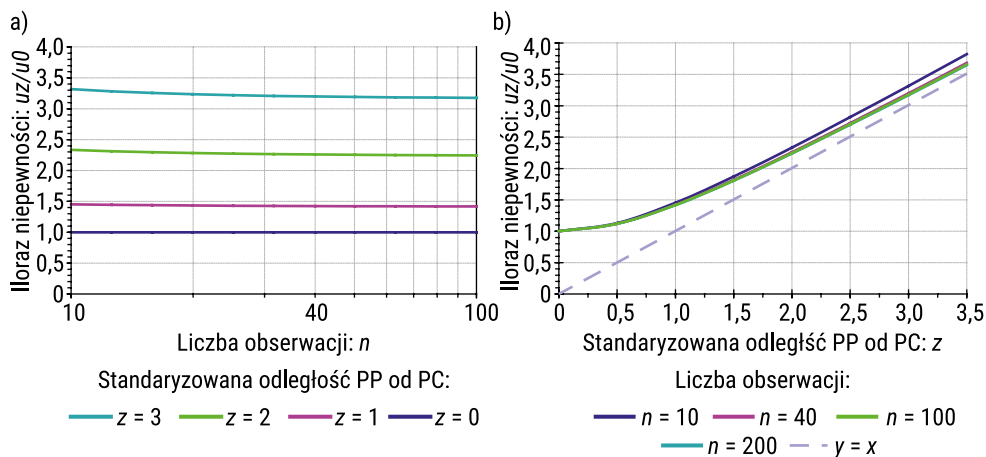 a)
Iloraz niepewności: uz/u0
4,0
3,5
3,0
2,5
2,0
1,5
1,0
0,5
0
10
40
100
Liczba obserwacji: n
Standaryzowana odległość PP od PC:
z = 3
z = 2
z = 1
z = 0
b)
Iloraz niepewności: uz/u0
4,0
3,5
3,0
2,5
2,0
1,5
1,0
0,5
0
0
0,5
1,0
1,5
2,0
2,5
3,0
3,5
Standaryzowana odległść PP od PC: z
Liczba obserwacji:
n = 10
n = 40
n = 100
n = 200
y = x